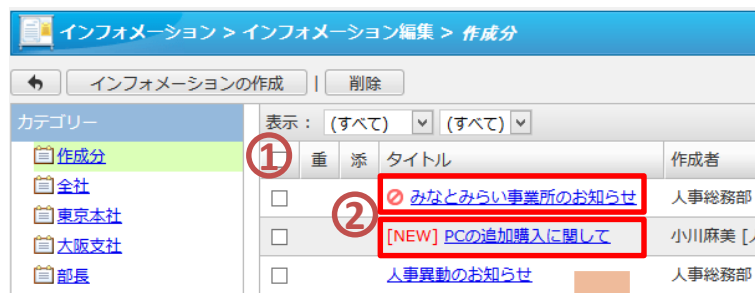 インフォメーション > インフォメーション編集 > 作成分
インフォメーションの作成 | 削除
カテゴリー
表示： (すべて) (すべて)
作成分
全社
東京本社
大阪支社
部長
① 重 添 タイトル 作成者
みなとみらい事業所のお知らせ 人事総務部
② [NEW] PCの追加購入に関して 小川麻美 [
人事異動のお知らせ 人事総務部